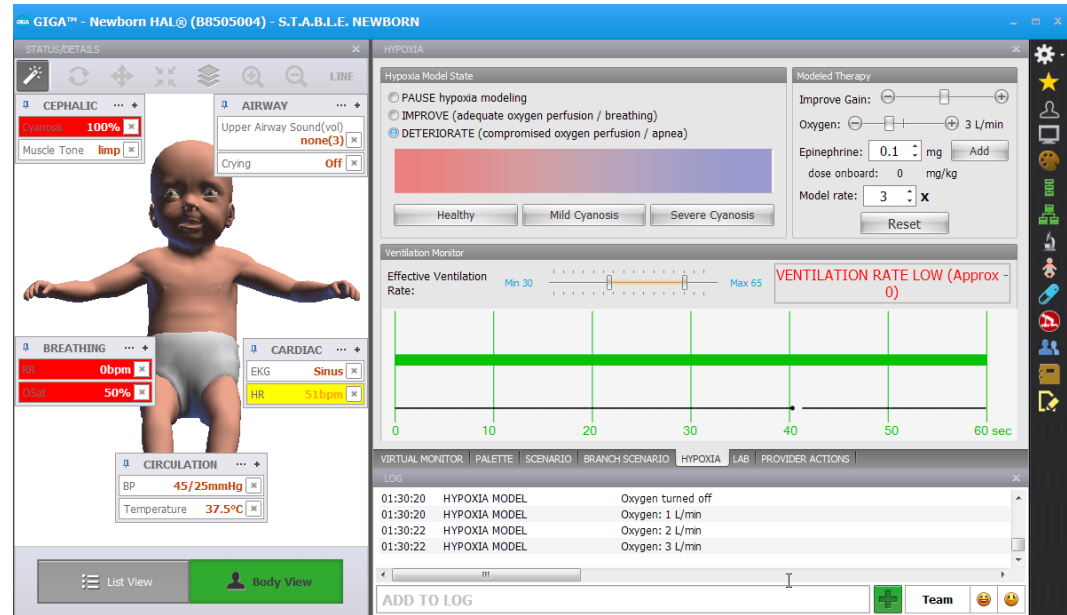 GIGA™ - Newborn HAL® (B8505004) - S.T.A.B.L.E. NEWBORN
STATUS/DETAILS
LINE
CEPHALIC
Cyanosis 100%
Muscle Tone limp
AIRWAY
Upper Airway Sound(vol)
none(3)
Crying Off
BREATHING
RR 0bpm
OSat 50%
CARDIAC
EKG Sinus
HR 51bpm
CIRCULATION
BP 45/25mmHg
Temperature 37.5°C
List View
Body View
HYPOXIA
Hypoxia Model State
PAUSE hypoxia modeling
IMPROVE (adequate oxygen perfusion / breathing)
DETERIORATE (compromised oxygen perfusion / apnea)
Healthy
Mild Cyanosis
Severe Cyanosis
Modeled Therapy
Improve Gain:
Oxygen: 3 L/min
Epinephrine: 0.1 mg Add
dose onboard: 0 mg/kg
Model rate: 3 x
Reset
Ventilation Monitor
Effective Ventilation
Rate:
Min 30
Max 65
VENTILATION RATE LOW (Approx -
0)
0 10 20 30 40 50 60 sec
VIRTUAL MONITOR PALETTE SCENARIO BRANCH SCENARIO HYPOXIA LAB PROVIDER ACTIONS
LOG
01:30:20 HYPOXIA MODEL Oxygen turned off
01:30:20 HYPOXIA MODEL Oxygen: 1 L/min
01:30:22 HYPOXIA MODEL Oxygen: 2 L/min
01:30:22 HYPOXIA MODEL Oxygen: 3 L/min
ADD TO LOG
Team